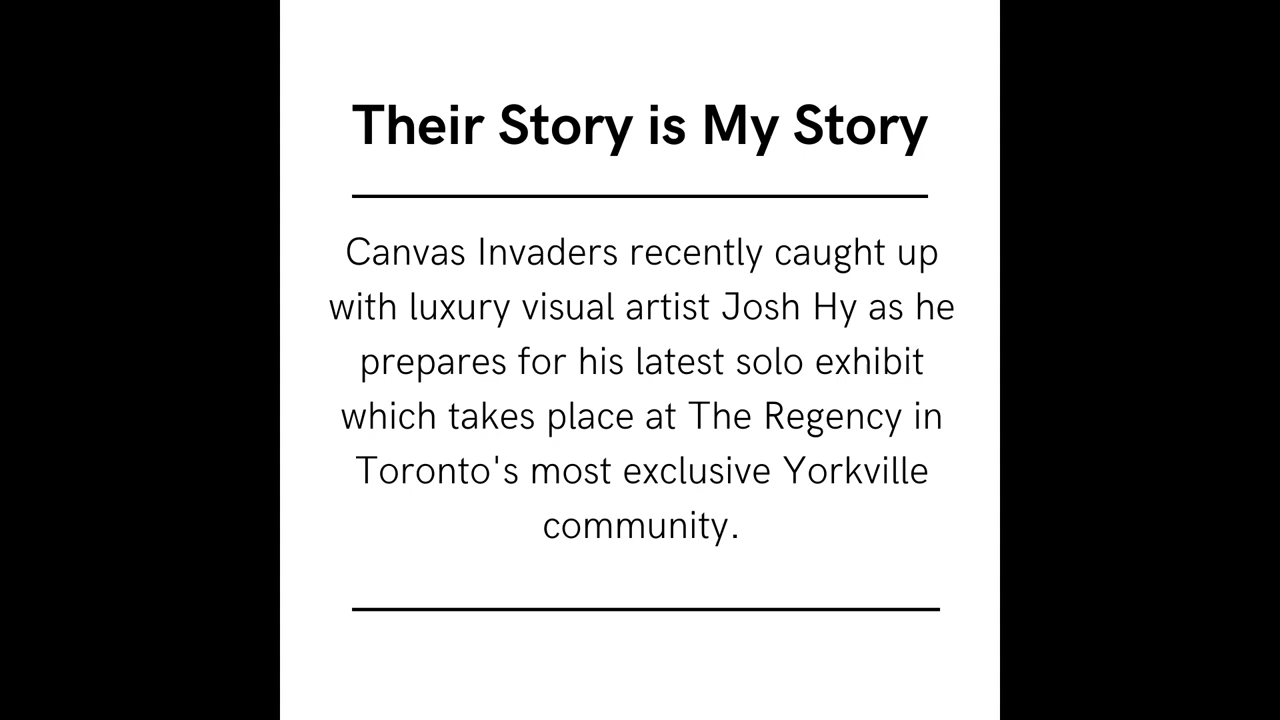 Their Story is My Story
Canvas Invaders recently caught up
with luxury visual artist Josh Hy as he
prepares for his latest solo exhibit
which takes place at The Regency in
Toronto's most exclusive Yorkville
community.